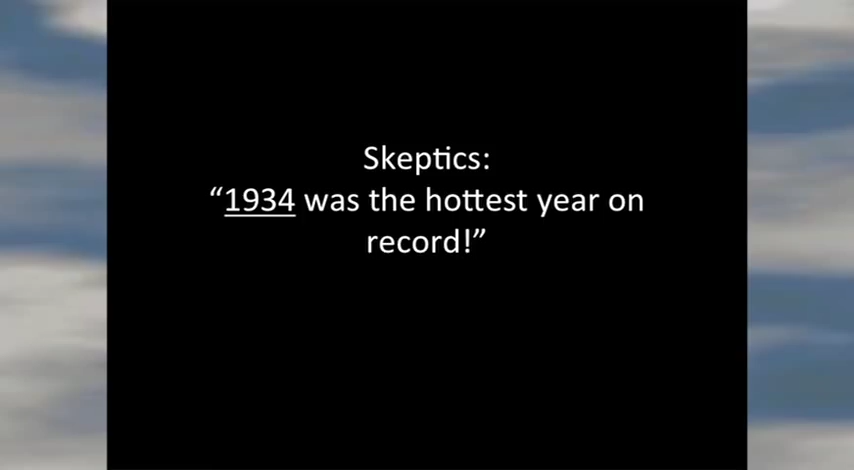 Skeptics:
“1934 was the hottest year on
record!”